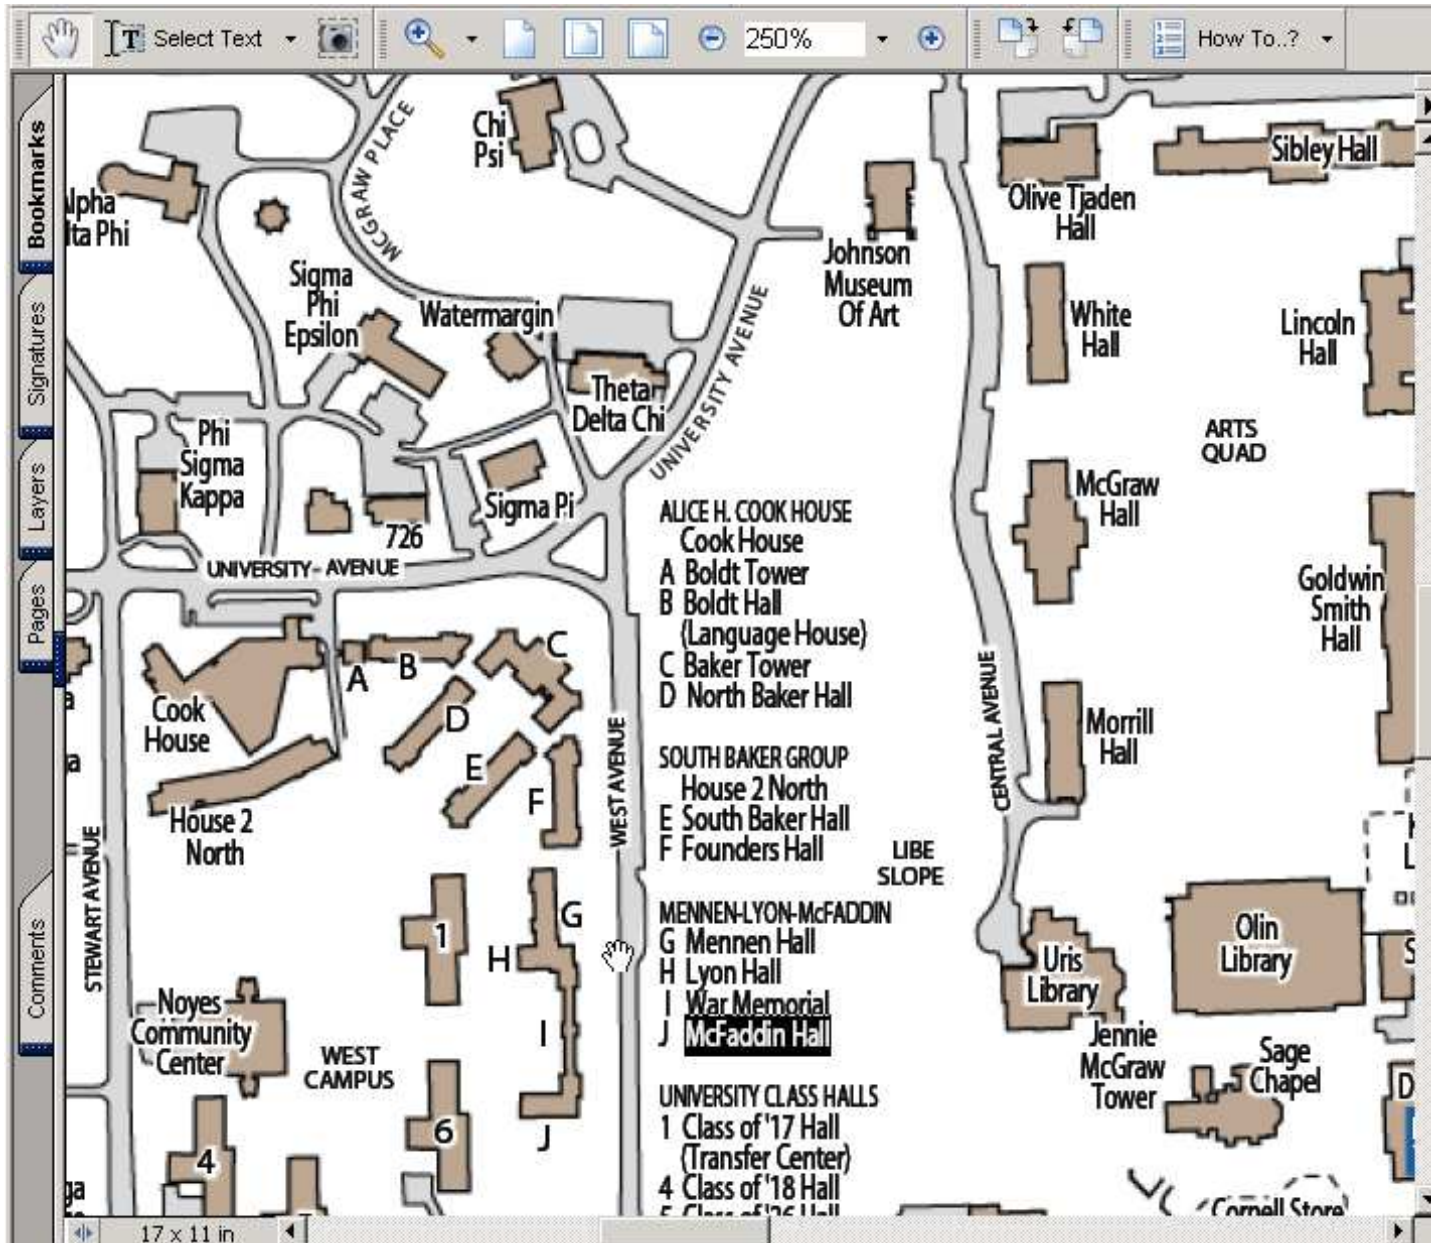 Select Text
250%
How To..?
Bookmarks
Signatures
Layers
Pages
Comments
Chi
Psi
MCGRAW PLACE
Sibley Hall
Olive Tjaden
Hall
Johnson
Museum
Of Art
Sigma
Phi
Epsilon
Watermargin
Theta
Delta Chi
UNIVERSITY AVENUE
White
Hall
Lincoln
Hall
ARTS
QUAD
Phi
Sigma
Kappa
726
Sigma Pi
McGraw
Hall
Goldwin
Smith
Hall
UNIVERSITY AVENUE
ALICE H. COOK HOUSE
Cook House
A Boldt Tower
B Boldt Hall
(Language House)
C Baker Tower
D North Baker Hall
SOUTH BAKER GROUP
House 2 North
E South Baker Hall
F Founders Hall
MENNEN-LYON-McFADDIN
G Mennen Hall
H Lyon Hall
I War Memorial
J McFaddin Hall
UNIVERSITY CLASS HALLS
1 Class of '17 Hall
(Transfer Center)
4 Class of '18 Hall
5 Class of '26 Hall
A
B
C
D
E
F
Cook
House
House 2
North
WEST AVENUE
CENTRAL AVENUE
STEWART AVENUE
Morrill
Hall
LIBE
SLOPE
1
G
H
I
J
Noyes
Community
Center
WEST
CAMPUS
6
4
Uris
Library
Olin
Library
Jennie
McGraw
Tower
Sage
Chapel
Cornell Store
17 x 11 in